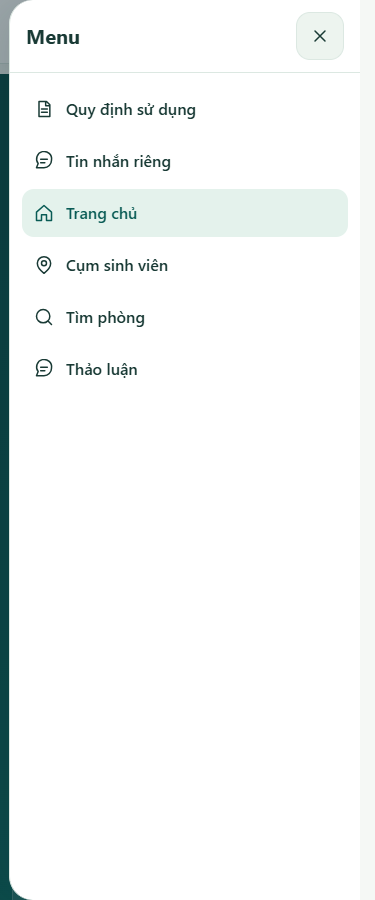 Menu
Quy định sử dụng
Tin nhắn riêng
Trang chủ
Cụm sinh viên
Tìm phòng
Thảo luận